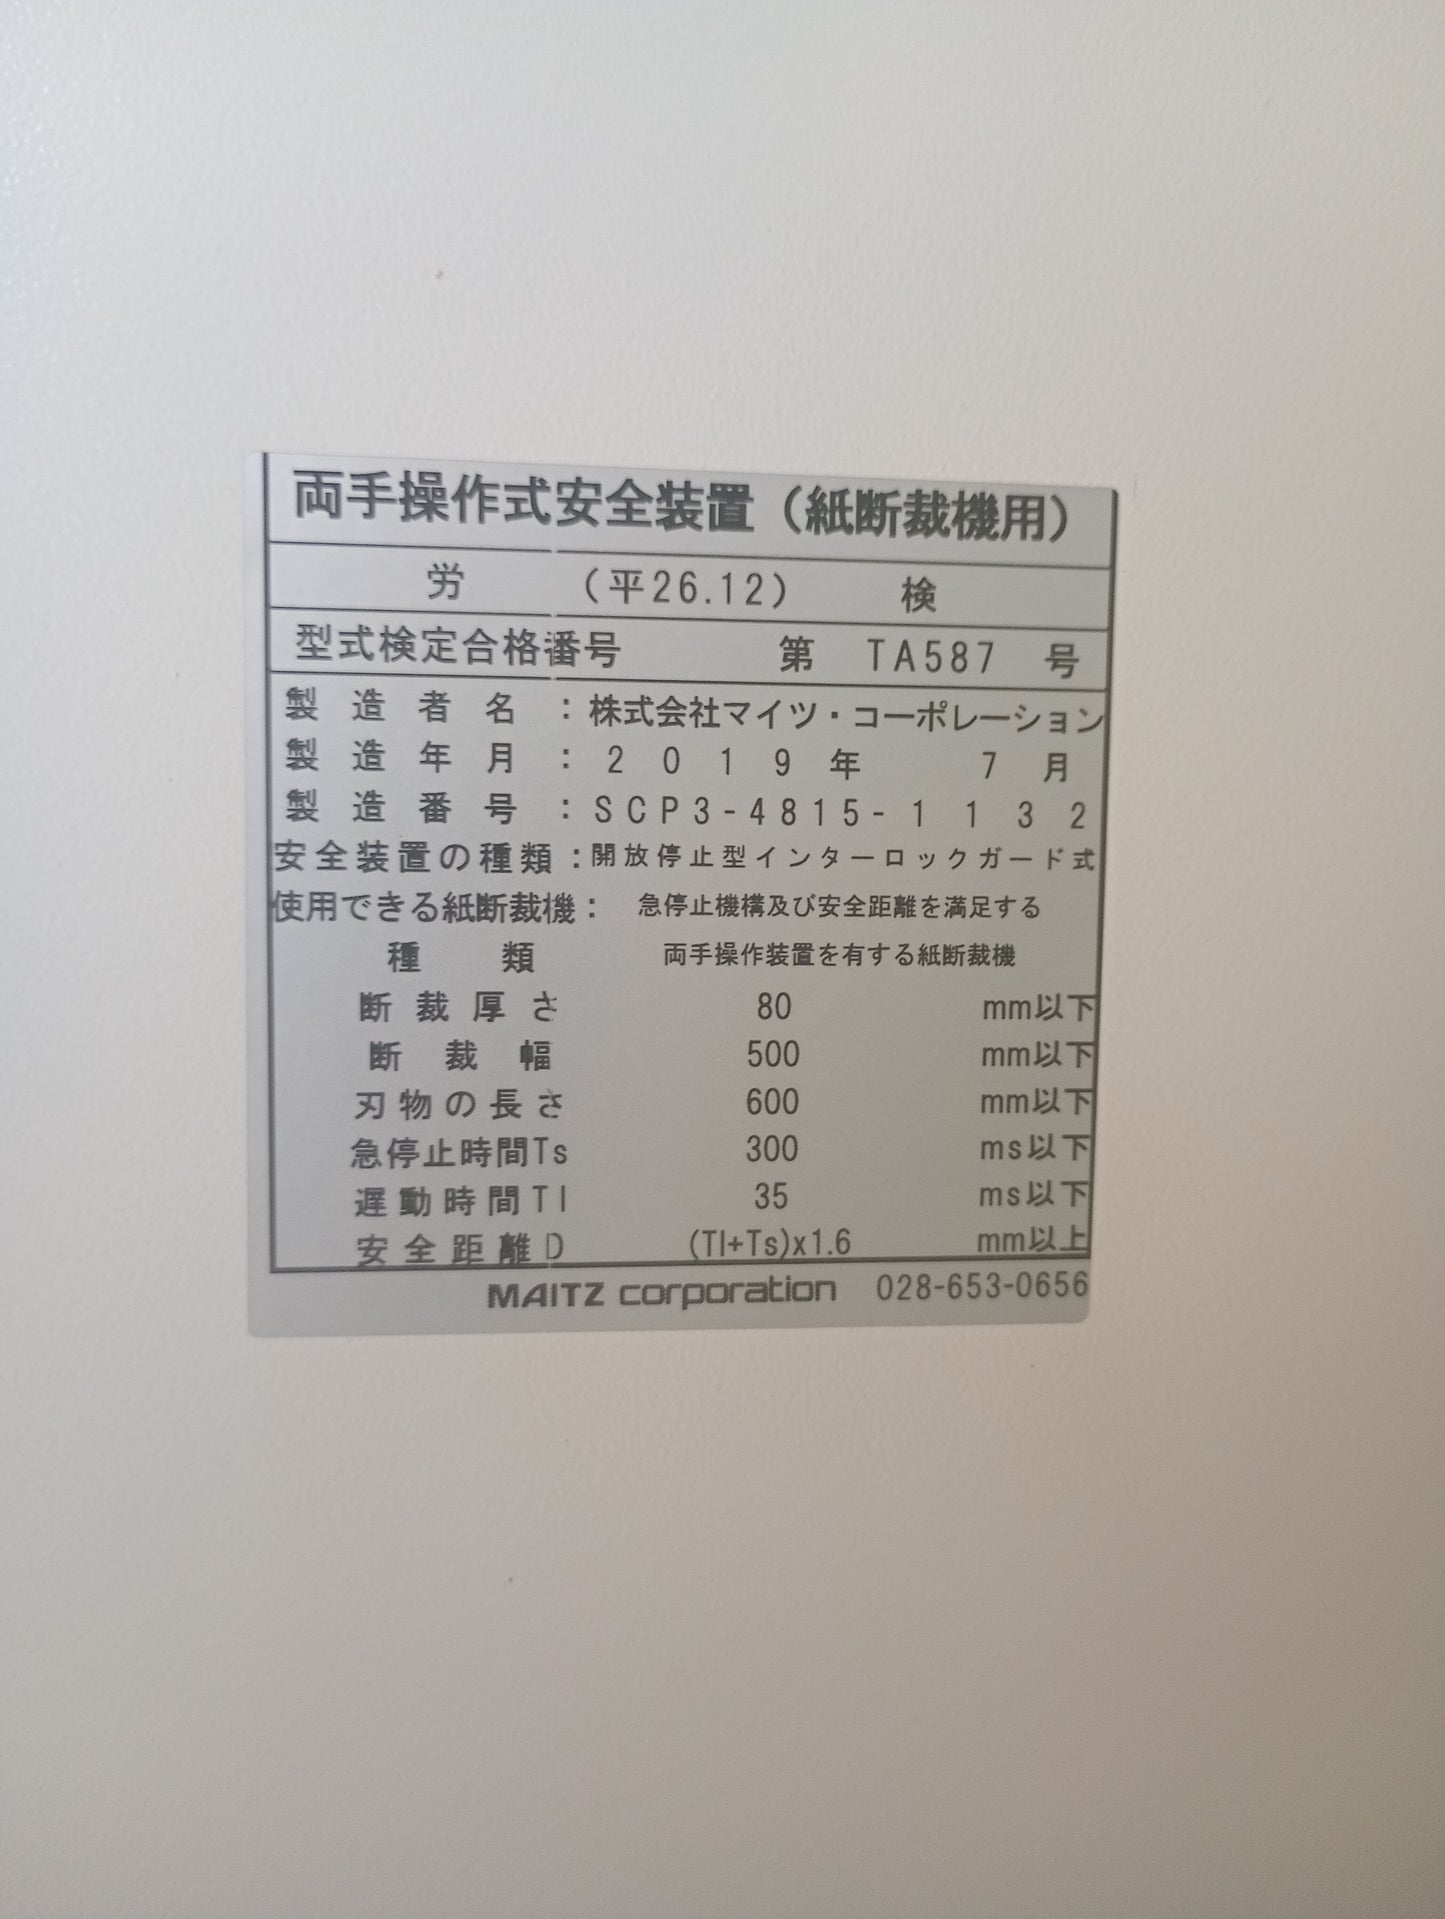 両手操作式安全装置（紙断裁機用）
労 （平26.12） 検
型式検定合格番号 第 TA587 号
製造者名：株式会社マイツ・コーポレーション
製造年月：2019年 7月
製造番号：SCP3-4815-1132
安全装置の種類：開放停止型インターロックガード式
使用できる紙断裁機： 急停止機構及び安全距離を満足する
種類 両手操作装置を有する紙断裁機
断裁厚さ 80 mm以下
断裁幅 500 mm以下
刃物の長さ 600 mm以下
急停止時間Ts 300 ms以下
遅動時間Tl 35 ms以下
安全距離D (Tl+Ts)x1.6 mm以上
MAITZ corporation 028-653-0656